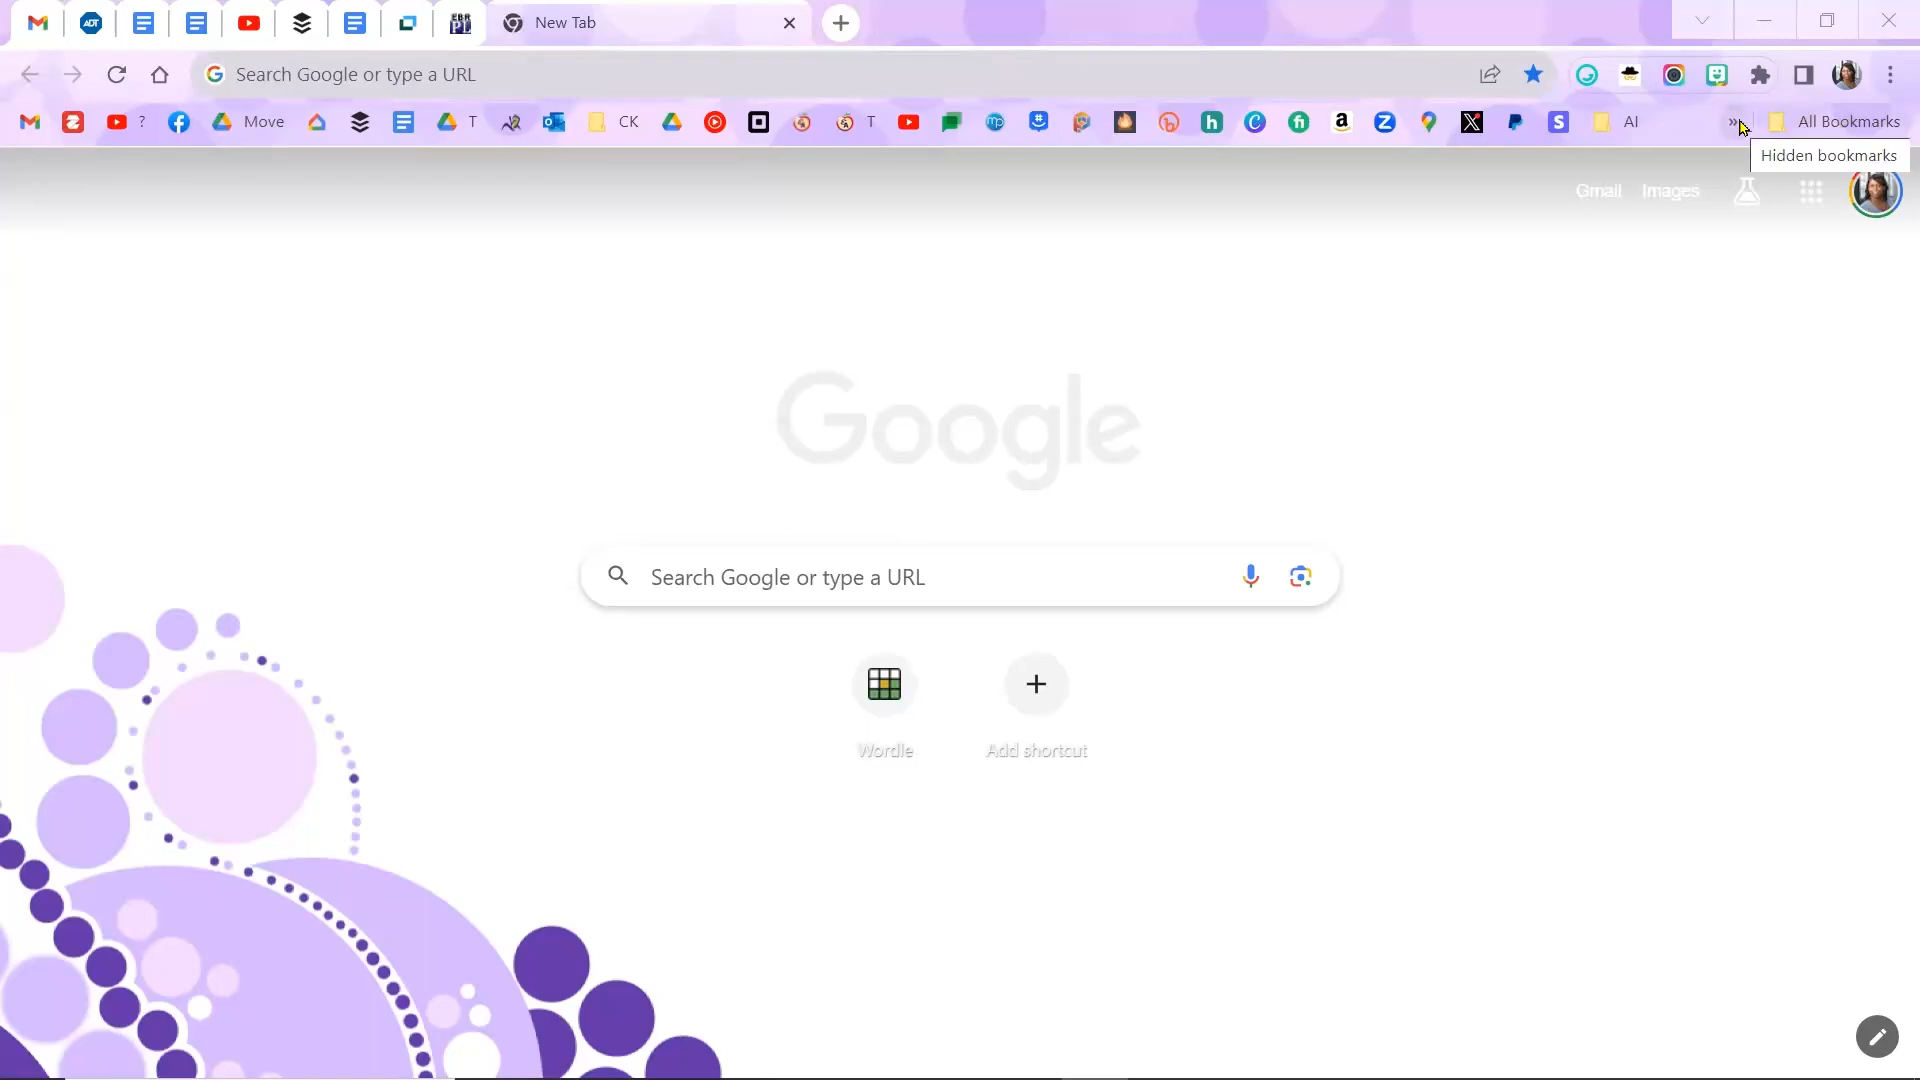 New Tab
Search Google or type a URL
? Move T CK T AI » All Bookmarks
Hidden bookmarks
Gmail Images
Google
Search Google or type a URL
Wordle Add shortcut